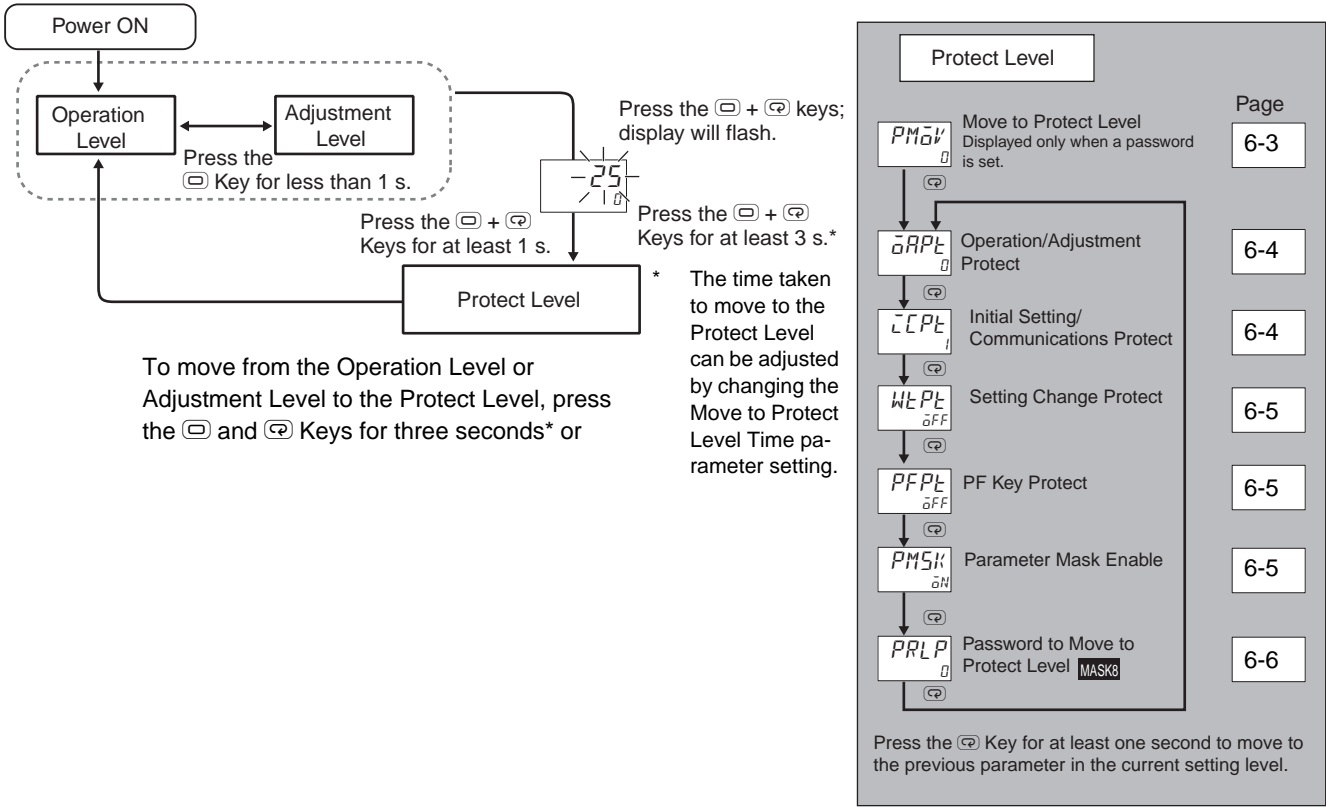 Power ON
Operation
Level
Adjustment
Level
Press the
Key for less than 1 s.
Press the + keys;
display will flash.
25
0
Press the +
Keys for at least 1 s.
Press the +
Keys for at least 3 s.*
Protect Level
* The time taken
to move to the
Protect Level
can be adjusted
by changing the
Move to Protect
Level Time pa-
rameter setting.
To move from the Operation Level or
Adjustment Level to the Protect Level, press
the and Keys for three seconds* or
Protect Level
Page
PMOV
0
Move to Protect Level
Displayed only when a password
is set.
6-3
OAPT
0
Operation/Adjustment
Protect
6-4
ICPT
1
Initial Setting/
Communications Protect
6-4
WTPT
OFF
Setting Change Protect
6-5
PFPT
OFF
PF Key Protect
6-5
PMSK
ON
Parameter Mask Enable
6-5
PRLP
0
Password to Move to
Protect Level MASK8
6-6
Press the Key for at least one second to move to
the previous parameter in the current setting level.